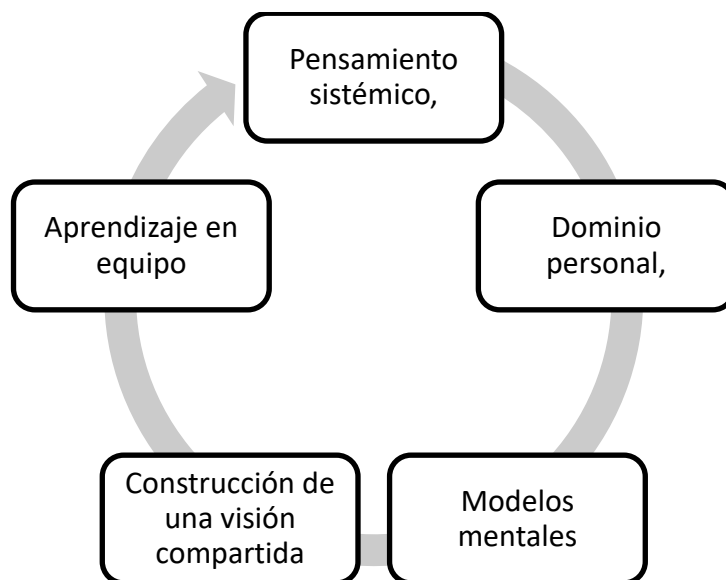 Pensamiento
sistémico,
Dominio
personal,
Modelos
mentales
Construcción de
una visión
compartida
Aprendizaje en
equipo